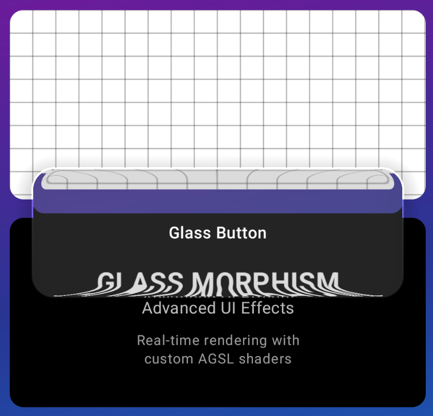 Glass Button
GLASS MORPHISM
Advanced UI Effects
Real-time rendering with
custom AGSL shaders